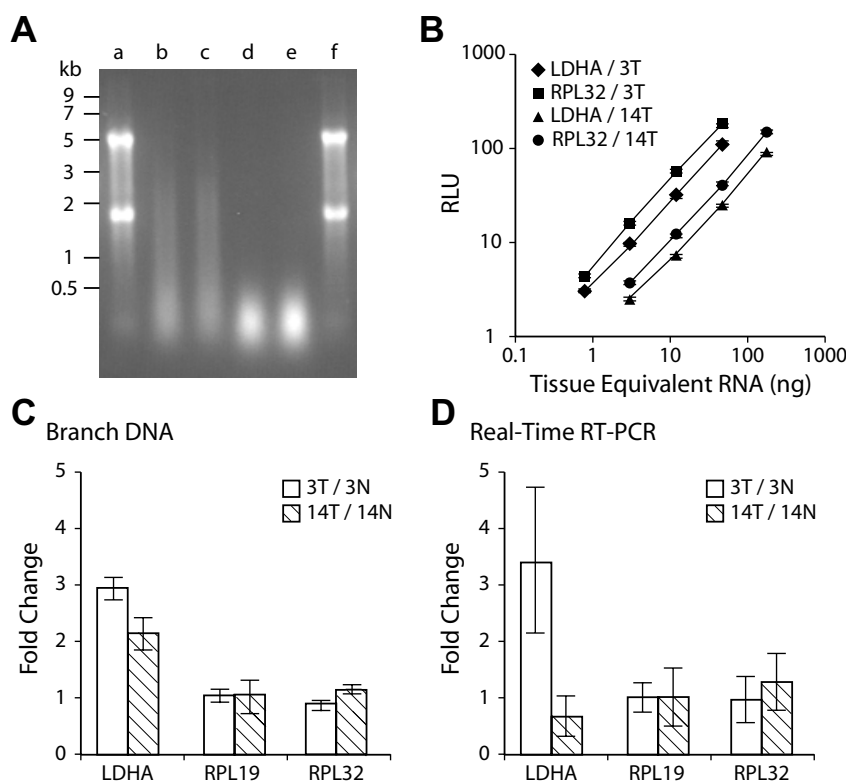 A
a b c d e f
kb
9
7
5
3
2
1
0.5
B
1000
100
10
1
RLU
LDHA / 3T
RPL32 / 3T
LDHA / 14T
RPL32 / 14T
0.1 1 10 100 1000
Tissue Equivalent RNA (ng)
C
Branch DNA
5
4
3
2
1
0
Fold Change
3T / 3N
14T / 14N
LDHA RPL19 RPL32
D
Real-Time RT-PCR
5
4
3
2
1
0
Fold Change
3T / 3N
14T / 14N
LDHA RPL19 RPL32